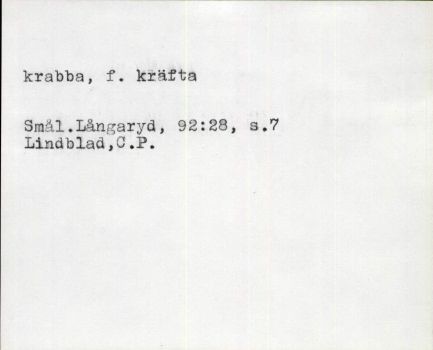 krabba, f. kräfta
Smål.Långaryd, 92:28, s.7
Lindblad,C.P.